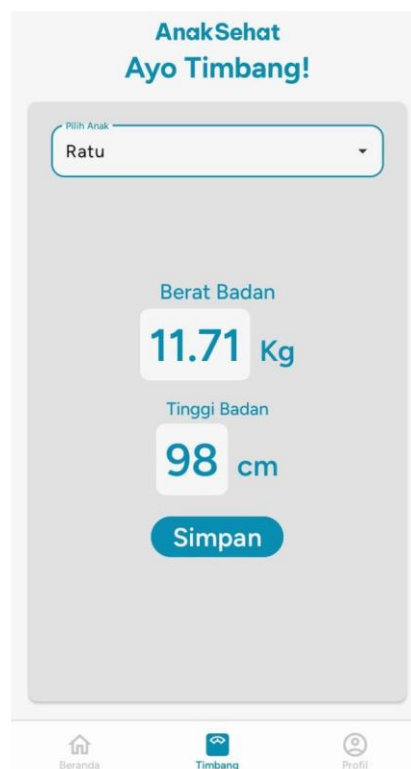 AnakSehat
Ayo Timbang!
Pilih Anak
Ratu
Berat Badan
11.71 Kg
Tinggi Badan
98 cm
Simpan
Beranda
Timbang
Profil